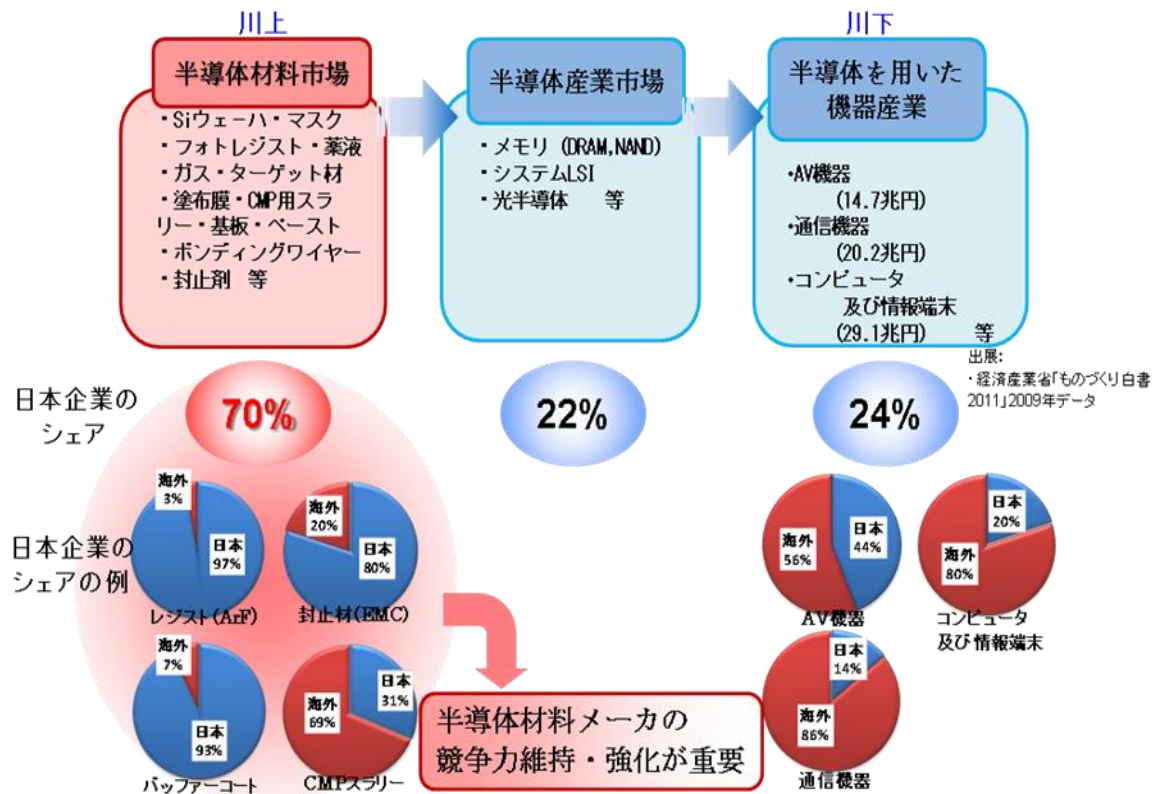 川上
川下
半導体材料市場
・Siウェーハ・マスク
・フォトレジスト・薬液
・ガス・ターゲット材
・塗布膜・CMP用スラ
リー・基板・ペースト
・ボンディングワイヤー
・封止剤 等
半導体産業市場
・メモリ (DRAM,NAND)
・システムLSI
・光半導体 等
半導体を用いた
機器産業
・AV機器
(14.7兆円)
・通信機器
(20.2兆円)
・コンピュータ
及び情報端末
(29.1兆円) 等
出展:
・経済産業省「ものづくり白書
2011」2009年データ
日本企業の
シェア
70%
22%
24%
日本企業の
シェアの例
海外
3%
日本
97%
レジスト(ArF)
海外
20%
日本
80%
封止材(EMC)
海外
7%
日本
93%
バッファーコート
日本
31%
海外
69%
CMPスラリー
半導体材料メーカの
競争力維持・強化が重要
海外
56%
日本
44%
AV機器
日本
20%
海外
80%
コンピュータ
及び情報端末
日本
14%
海外
86%
通信機器